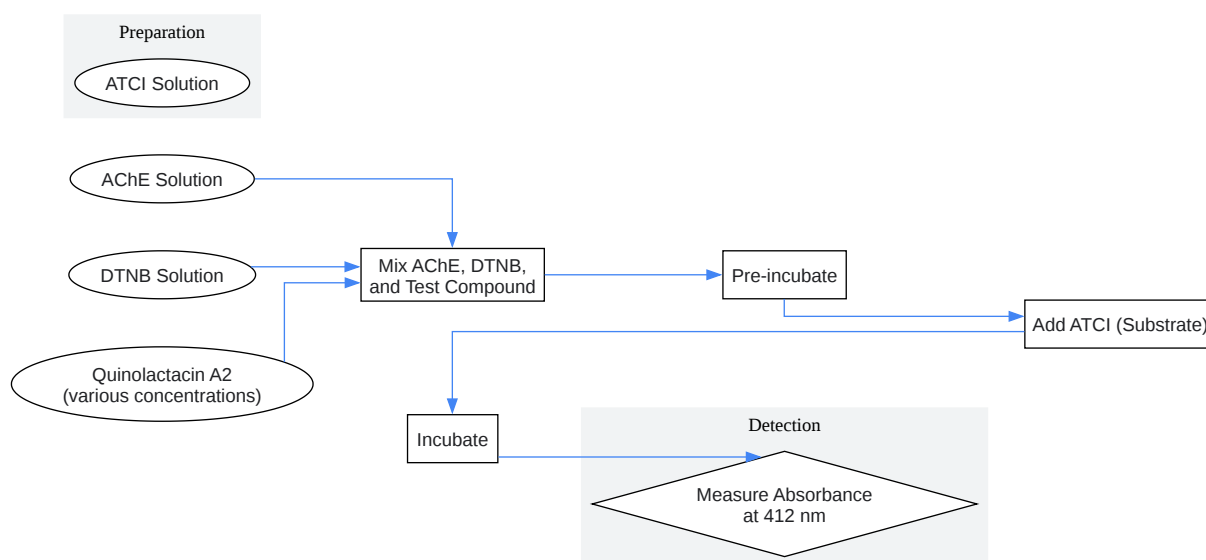 Preparation
ATCI Solution
AChE Solution
DTNB Solution
Mix AChE, DTNB,
and Test Compound
Pre-incubate
Add ATCI (Substrate)
Quinolactacin A2
(various concentrations)
Incubate
Detection
Measure Absorbance
at 412 nm